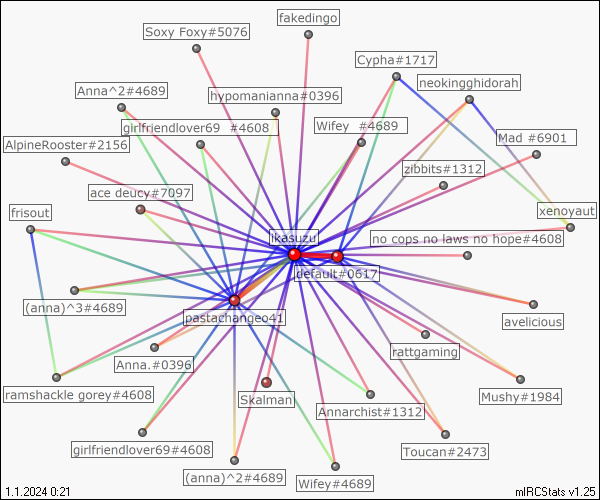 fakedingo
Soxy Foxy#5076
Cypha#1717
neokingghidorah
Anna^2#4689
hypomanianna#0396
girlfriendlover69 #4608
Wifey #4689
Mad #6901
AlpineRooster#2156
zibbits#1312
ace deucy#7097
frisout
xenoyaut
ikasuzu
no cops no laws no hope#4608
default#0617
(anna)^3#4689
pastachangeo41
avelicious
rattgaming
Anna.#0396
ramshackle gorey#4608
Skalman
Mushy#1984
Annarchist#1312
girlfriendlover69#4608
Toucan#2473
(anna)^2#4689
Wifey#4689
1.1.2024 0:21
mIRCStats v1.25